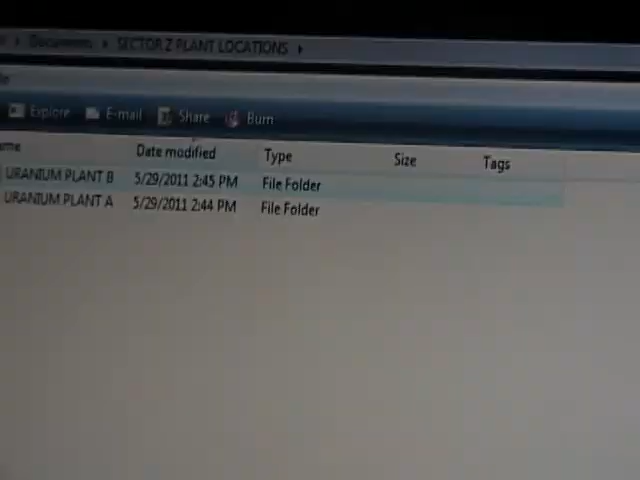 Documents SECTOR Z PLANT LOCATIONS
Explore E-mail Share Burn
Date modified Type Size Tags
URANIUM PLANT B 5/29/2011 2:45 PM File Folder
URANIUM PLANT A 5/29/2011 2:44 PM File Folder